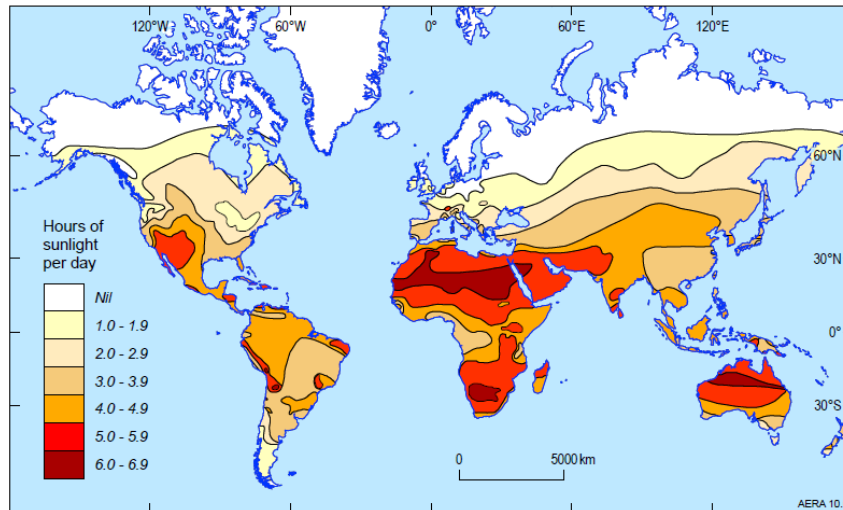 120°W 60°W 0° 60°E 120°E
60°N
Hours of
sunlight
per day
30°N
Nil
1.0 - 1.9
0°
2.0 - 2.9
3.0 - 3.9
4.0 - 4.9
30°S
5.0 - 5.9
6.0 - 6.9
0 5000 km
AERA 10.